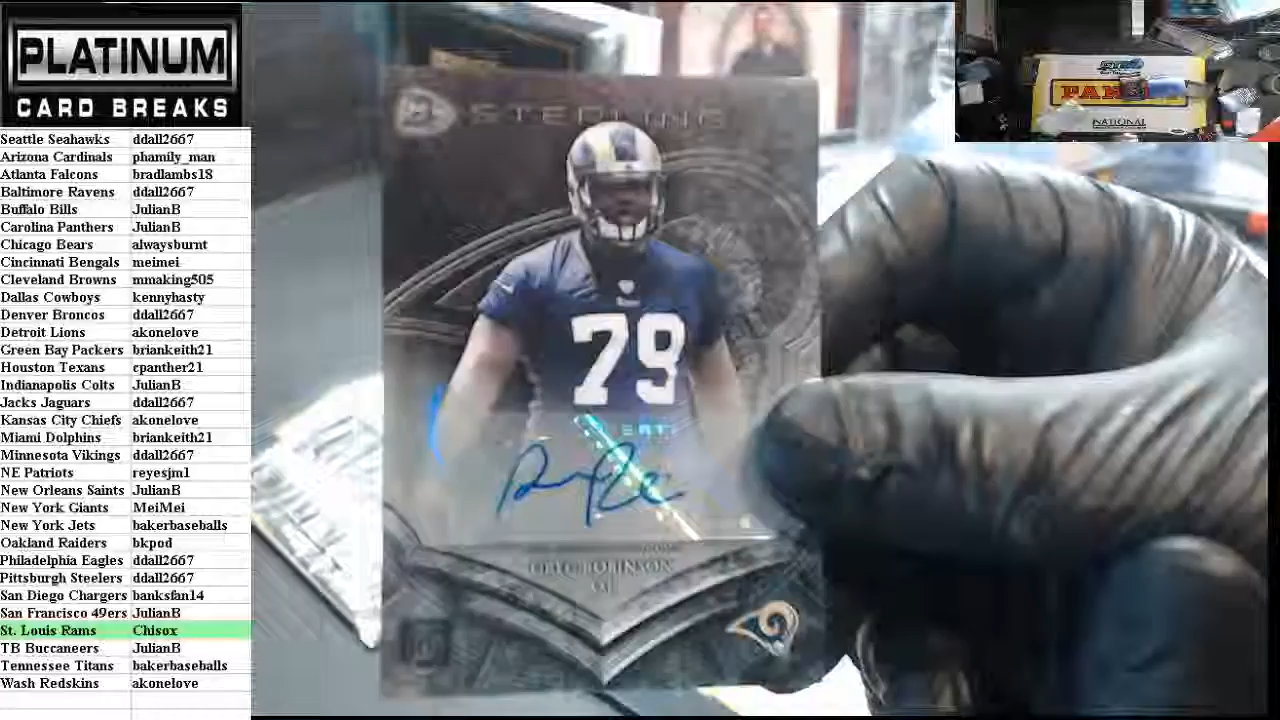 PLATINUM
CARD BREAKS
Seattle Seahawks ddall2667
Arizona Cardinals phamily_man
Atlanta Falcons bradlambs18
Baltimore Ravens ddall2667
Buffalo Bills JulianB
Carolina Panthers JulianB
Chicago Bears alwaysburnt
Cincinnati Bengals meimei
Cleveland Browns mmaking505
Dallas Cowboys kennyhasty
Denver Broncos ddall2667
Detroit Lions akonelove
Green Bay Packers briankeith21
Houston Texans cpanther21
Indianapolis Colts JulianB
Jacks Jaguars ddall2667
Kansas City Chiefs akonelove
Miami Dolphins briankeith21
Minnesota Vikings ddall2667
NE Patriots reyesjm1
New Orleans Saints JulianB
New York Giants MeiMei
New York Jets bakerbaseballs
Oakland Raiders bkpod
Philadelphia Eagles ddall2667
Pittsburgh Steelers ddall2667
San Diego Chargers banksfan14
San Francisco 49ers JulianB
St. Louis Rams Chisox
TB Buccaneers JulianB
Tennessee Titans bakerbaseballs
Wash Redskins akonelove
STERLING
79
JOHNSON
NATIONAL